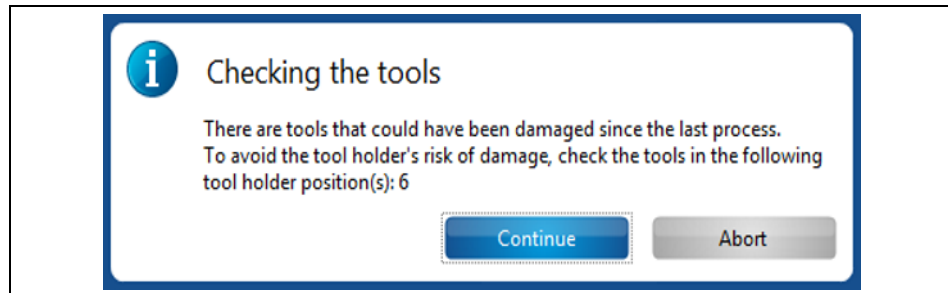 Checking the tools
There are tools that could have been damaged since the last process.
To avoid the tool holder's risk of damage, check the tools in the following
tool holder position(s): 6
Continue Abort